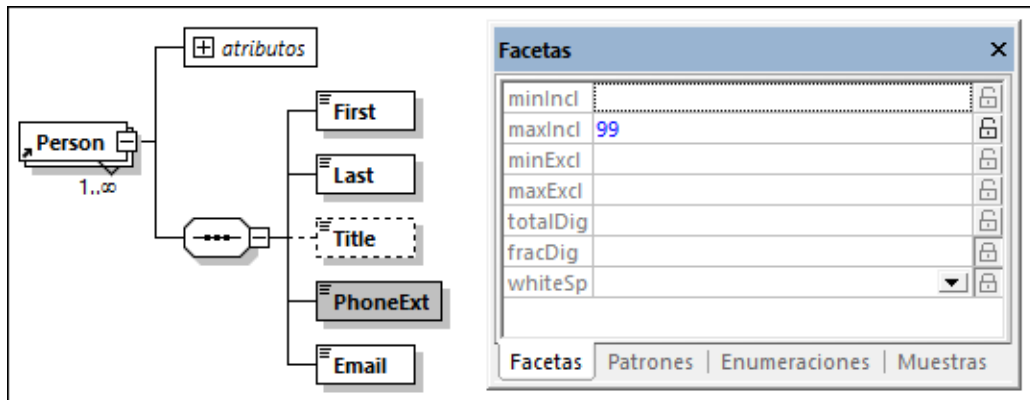 atributos
Person
1..∞
First
Last
Title
PhoneExt
Email
Facetas
minIncl
maxIncl 99
minExcl
maxExcl
totalDig
fracDig
whiteSp
Facetas Patrones | Enumeraciones | Muestras